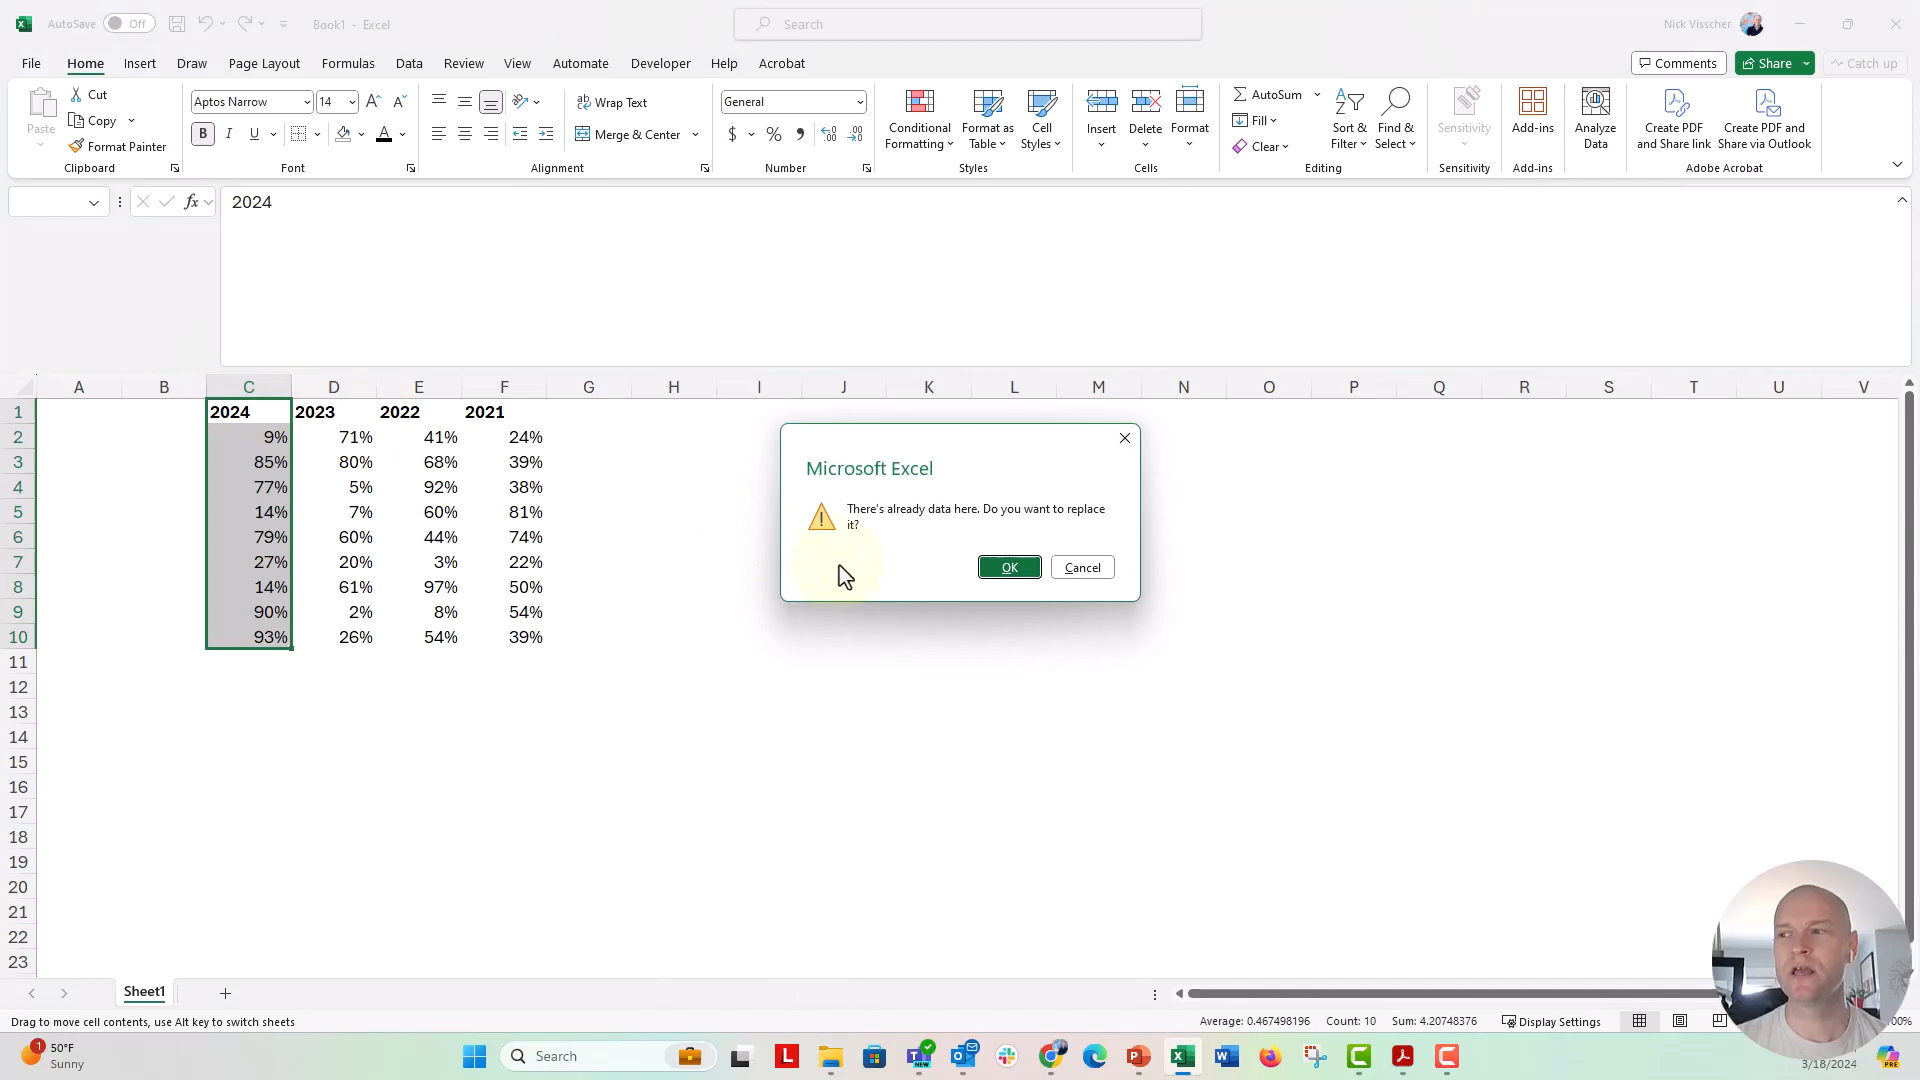 AutoSave Off Book1 - Excel Search Nick Visscher
File Home Insert Draw Page Layout Formulas Data Review View Automate Developer Help Acrobat Comments Share Catch up
Paste Cut Copy Format Painter Clipboard
Aptos Narrow 14 B I U A Font
ab Wrap Text Merge & Center Alignment
General $ % Number
Conditional Formatting Format as Table Cell Styles Styles
Insert Delete Format Cells
AutoSum Fill Clear Sort & Filter Find & Select Editing
Sensitivity Sensitivity
Add-ins Add-ins
Analyze Data
Create PDF and Share link Create PDF and Share via Outlook Adobe Acrobat
fx 2024
A B C D E F G H I J K L M N O P Q R S T U V
1 2024 2023 2022 2021
2 9% 71% 41% 24%
3 85% 80% 68% 39%
4 77% 5% 92% 38%
5 14% 7% 60% 81%
6 79% 60% 44% 74%
7 27% 20% 3% 22%
8 14% 61% 97% 50%
9 90% 2% 8% 54%
10 93% 26% 54% 39%
11
12
13
14
15
16
17
18
19
20
21
22
23
Microsoft Excel
There's already data here. Do you want to replace
it?
OK Cancel
Sheet1
Drag to move cell contents, use Alt key to switch sheets Average: 0.467498196 Count: 10 Sum: 4.20748376 Display Settings
1 50°F
Sunny
Search
NEW
L
3/18/2024
PRE